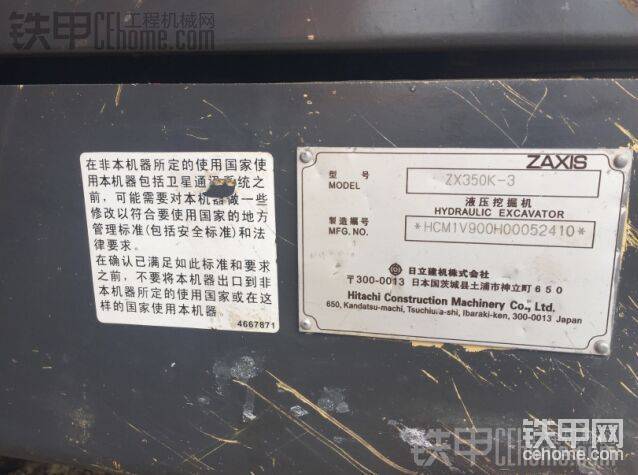 铁甲工程机械网
CEhome.com
在非本机器所定的使用国家使
用本机器包括卫星通讯系统之
前，可能需要对本机器做一些
修改以符合要使用国家的地方
管理标准(包括安全标准)和法
律要求。
在确认已满足如此标准和要求
之前，不要将本机器出口到非
本机器所定的使用国家或在这
样的国家使用本机器
4667871
ZAXIS
型 号
MODEL
ZX350K-3
液压挖掘机
HYDRAULIC EXCAVATOR
製造編号
MFG. NO.
*HCM1V900H00052410*
日立建机株式会社
〒300-0013 日本国茨城县土浦市神立町650
Hitachi Construction Machinery Co., Ltd.
650, Kandatsu-machi, Tsuchiura-shi, Ibaraki-ken, 300-0013 Japan
铁甲网
cehome.com